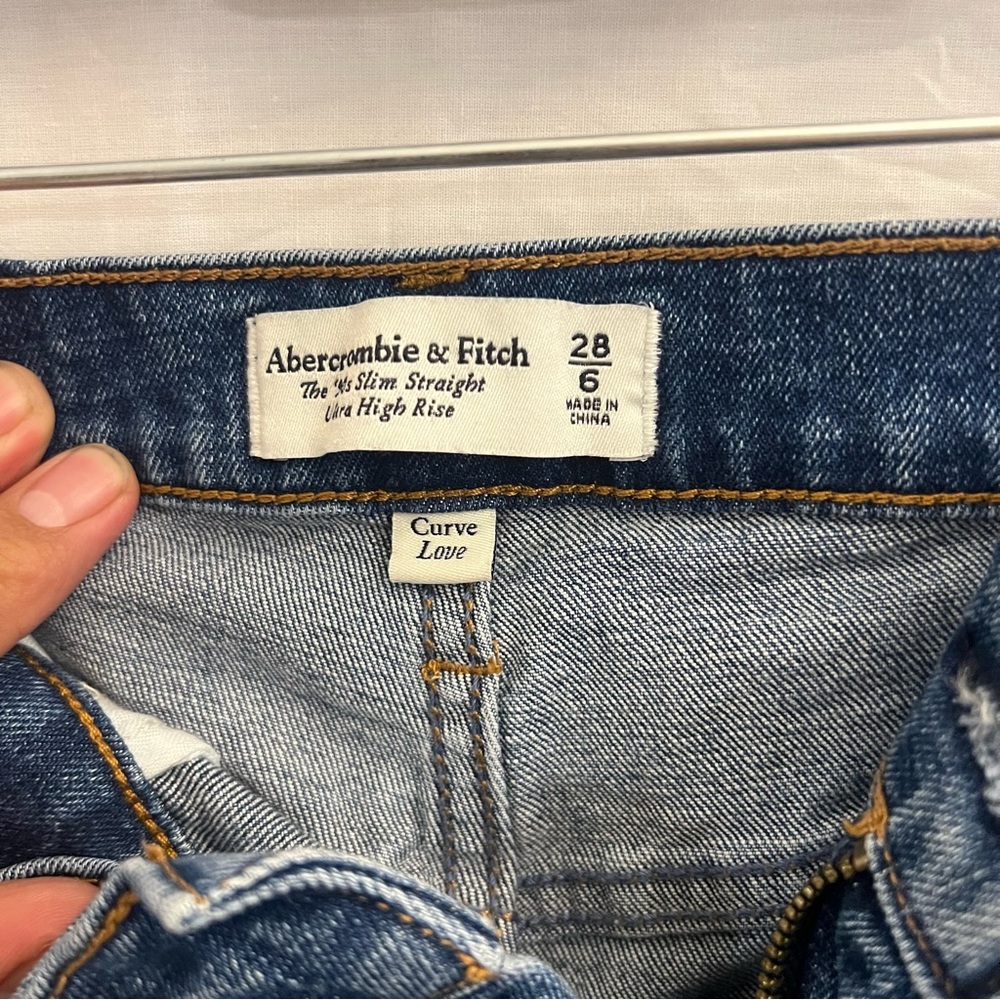 Abercrombie & Fitch
The '90s Slim Straight
Ultra High Rise
28
6
MADE IN
CHINA
Curve
Love